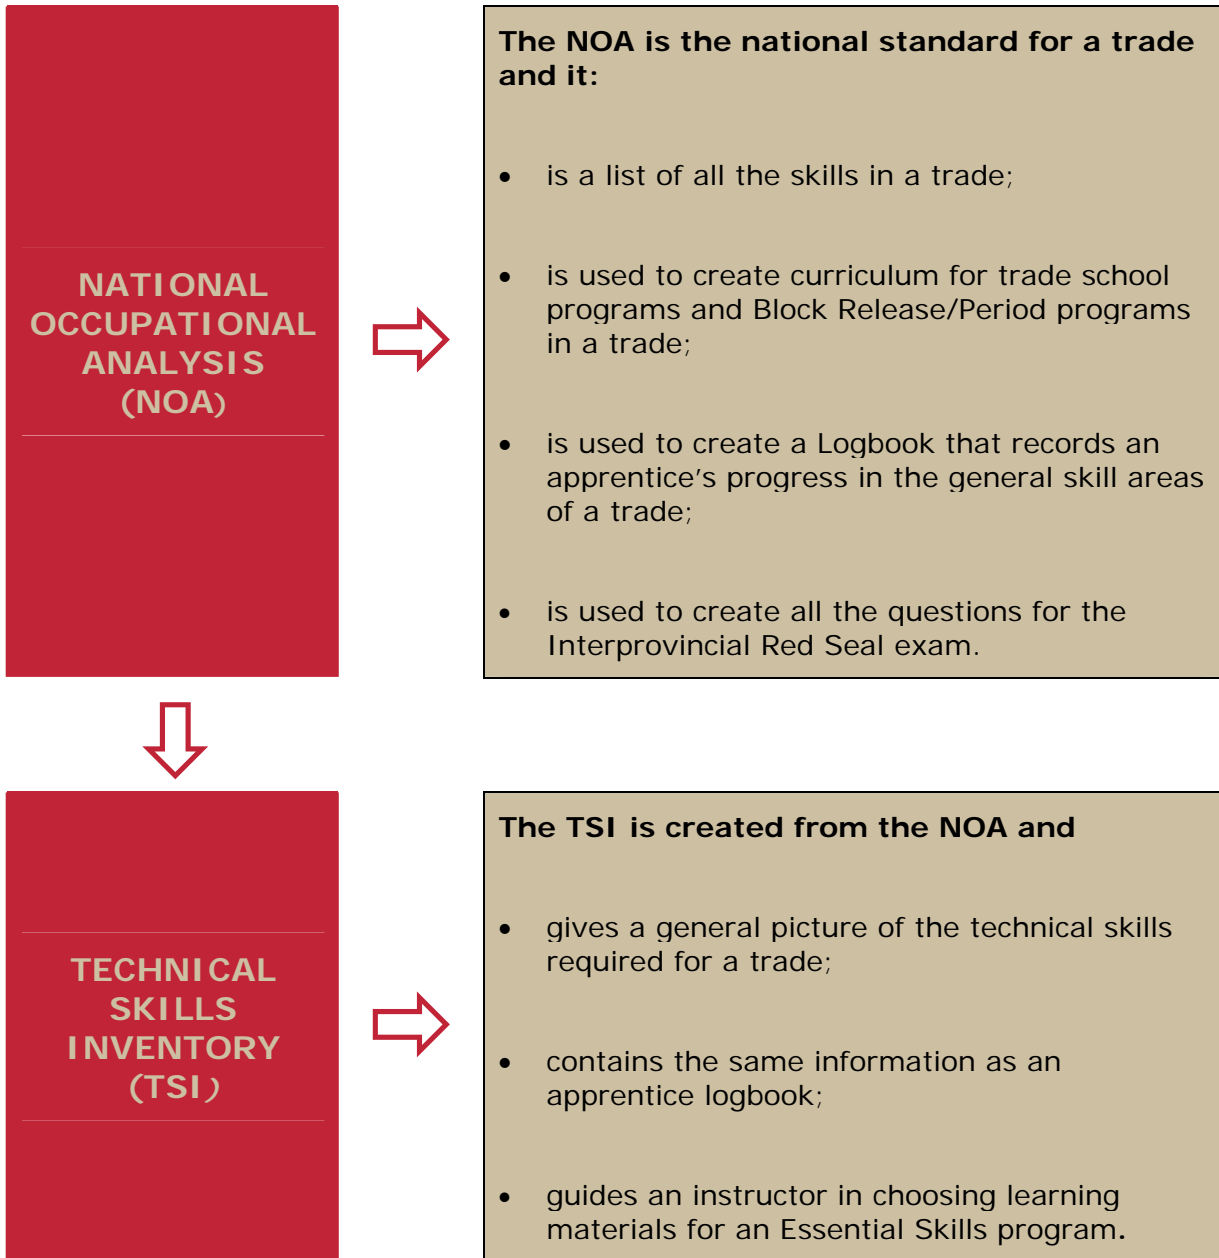 NATIONAL
OCCUPATIONAL
ANALYSIS
(NOA)
The NOA is the national standard for a trade
and it:
• is a list of all the skills in a trade;
• is used to create curriculum for trade school
programs and Block Release/Period programs
in a trade;
• is used to create a Logbook that records an
apprentice’s progress in the general skill areas
of a trade;
• is used to create all the questions for the
Interprovincial Red Seal exam.
TECHNICAL
SKILLS
INVENTORY
(TSI)
The TSI is created from the NOA and
• gives a general picture of the technical skills
required for a trade;
• contains the same information as an
apprentice logbook;
• guides an instructor in choosing learning
materials for an Essential Skills program.